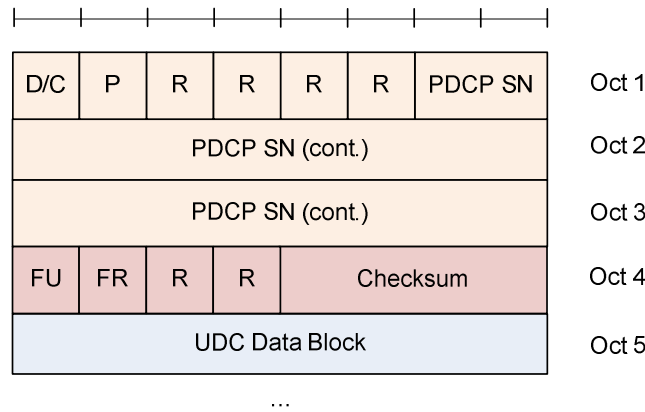 D/C P R R R R PDCP SN Oct 1
PDCP SN (cont.) Oct 2
PDCP SN (cont.) Oct 3
FU FR R R Checksum Oct 4
UDC Data Block Oct 5
...